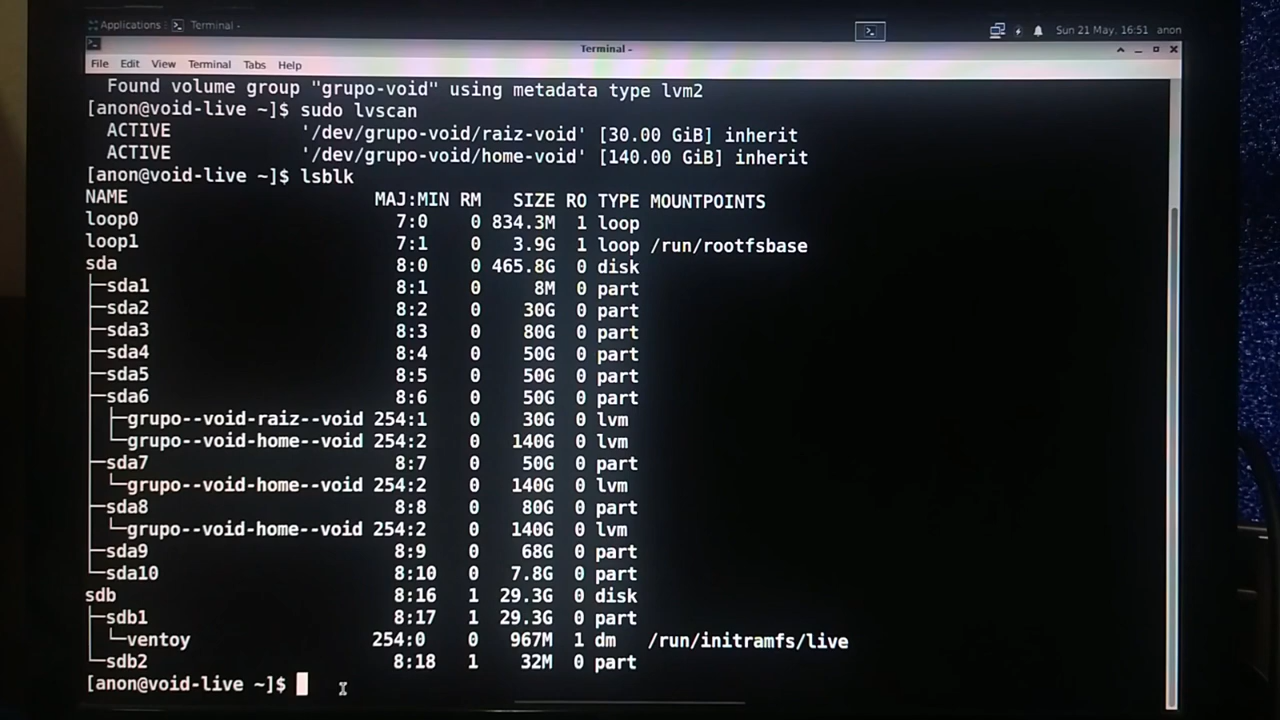 Applications Terminal - Sun 21 May, 16:51 anon
Terminal -
File Edit View Terminal Tabs Help
Found volume group "grupo-void" using metadata type lvm2
[anon@void-live ~]$ sudo lvscan
ACTIVE '/dev/grupo-void/raiz-void' [30.00 GiB] inherit
ACTIVE '/dev/grupo-void/home-void' [140.00 GiB] inherit
[anon@void-live ~]$ lsblk
NAME MAJ:MIN RM SIZE RO TYPE MOUNTPOINTS
loop0 7:0 0 834.3M 1 loop
loop1 7:1 0 3.9G 1 loop /run/rootfsbase
sda 8:0 0 465.8G 0 disk
├─sda1 8:1 0 8M 0 part
├─sda2 8:2 0 30G 0 part
├─sda3 8:3 0 80G 0 part
├─sda4 8:4 0 50G 0 part
├─sda5 8:5 0 50G 0 part
├─sda6 8:6 0 50G 0 part
│ ├─grupo--void-raiz--void 254:1 0 30G 0 lvm
│ └─grupo--void-home--void 254:2 0 140G 0 lvm
├─sda7 8:7 0 50G 0 part
│ └─grupo--void-home--void 254:2 0 140G 0 lvm
├─sda8 8:8 0 80G 0 part
│ └─grupo--void-home--void 254:2 0 140G 0 lvm
├─sda9 8:9 0 68G 0 part
└─sda10 8:10 0 7.8G 0 part
sdb 8:16 1 29.3G 0 disk
├─sdb1 8:17 1 29.3G 0 part
│ └─ventoy 254:0 0 967M 1 dm /run/initramfs/live
└─sdb2 8:18 1 32M 0 part
[anon@void-live ~]$